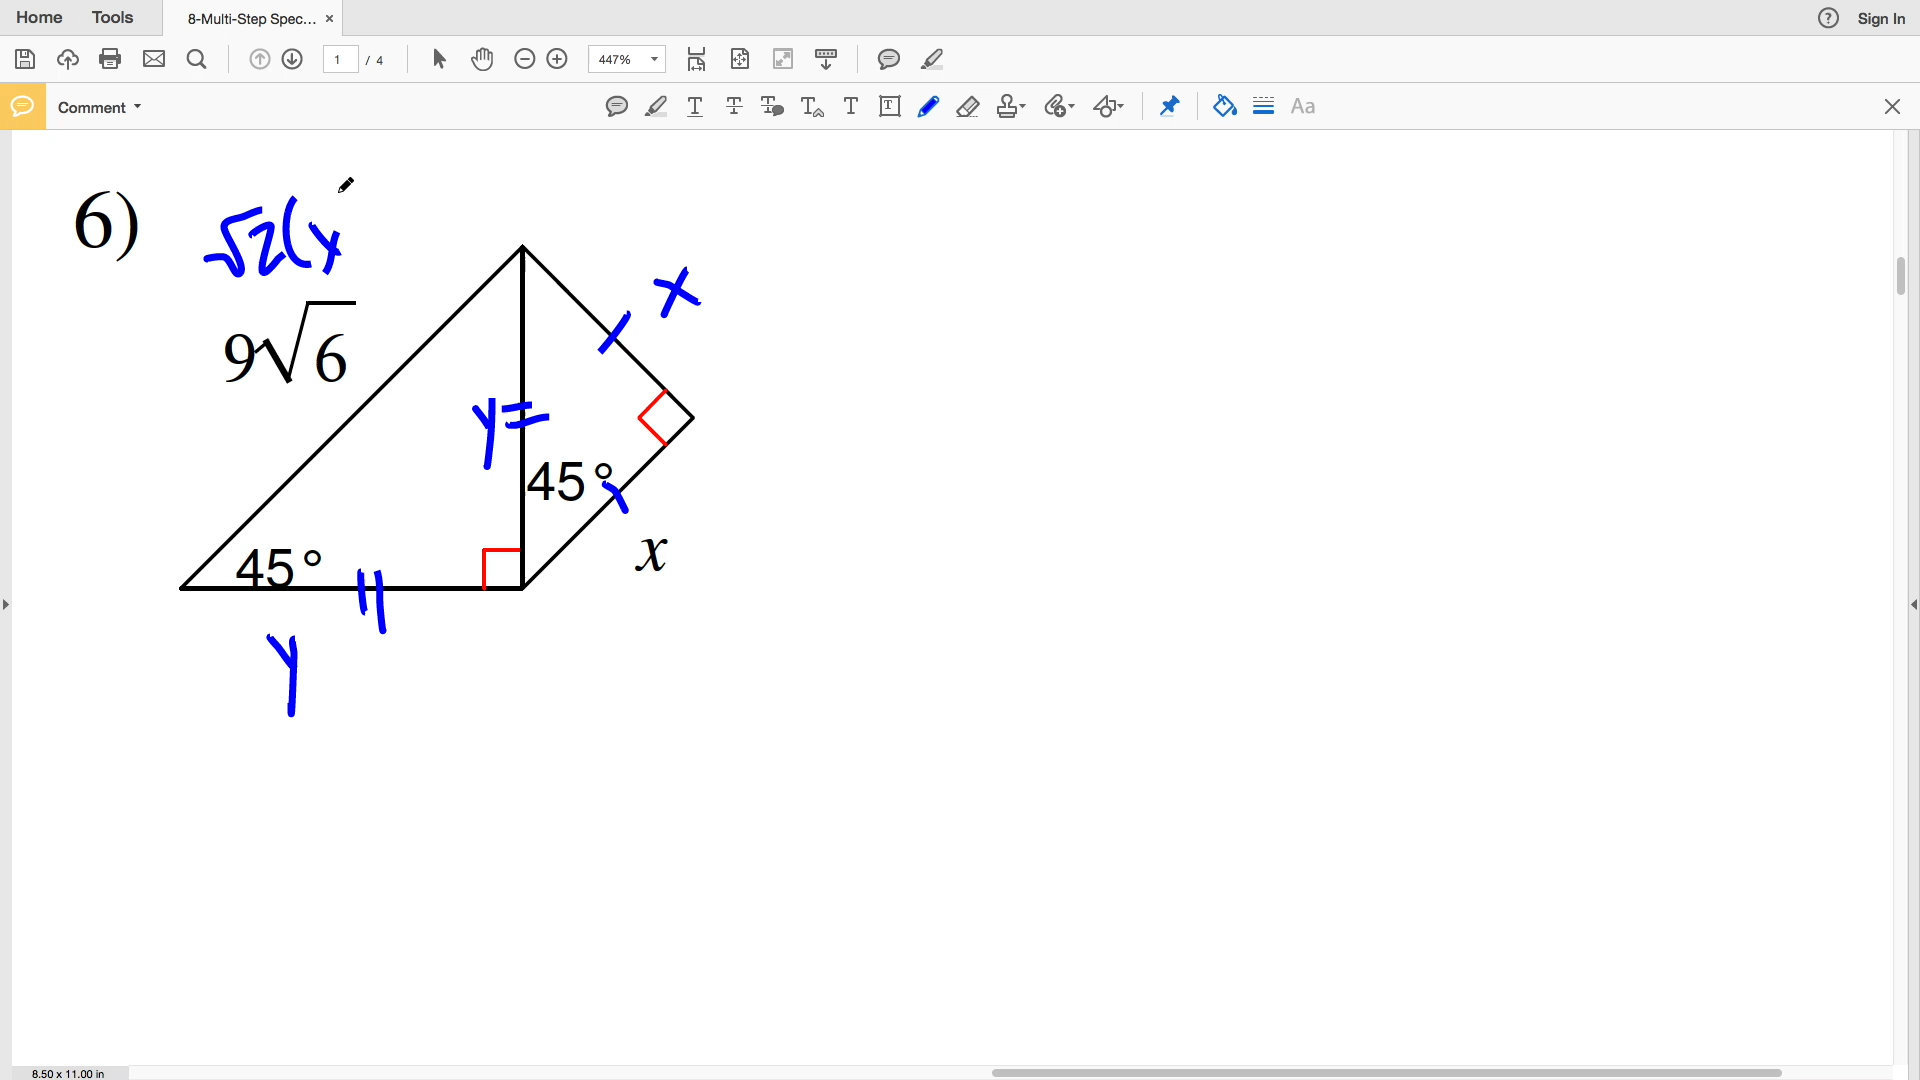 Home Tools 8-Multi-Step Spec... × ? Sign In
1 / 4 447%
Comment Aa
6) √2(y
9√6
x
y=
45°
45°
x
y
8.50 x 11.00 in